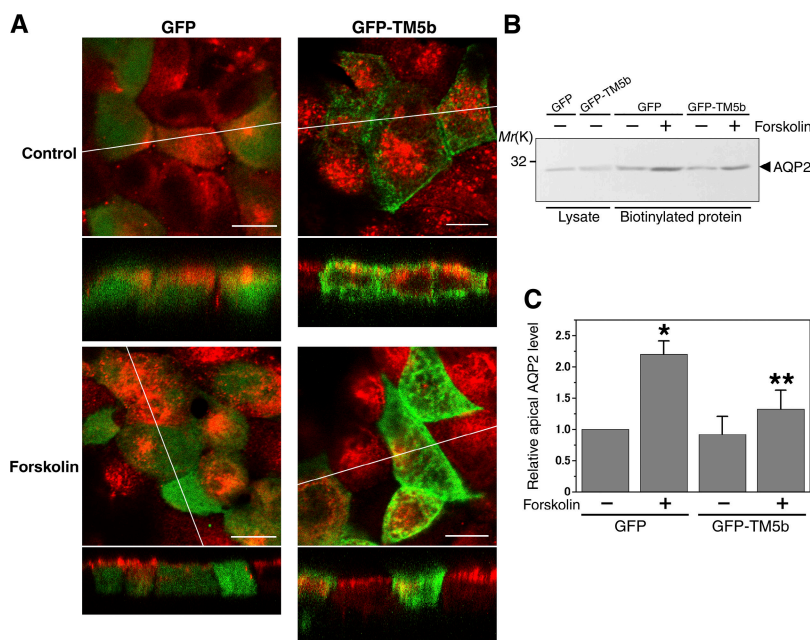 A
GFP
GFP-TM5b
Control
Forskolin
B
GFP
GFP-TM5b
GFP
GFP-TM5b
− − − + − + Forskolin
Mr(K)
32
AQP2
Lysate
Biotinylated protein
C
Relative apical AQP2 level
2.5
2.0
1.5
1.0
0.5
0
*
**
Forskolin − + − +
GFP
GFP-TM5b